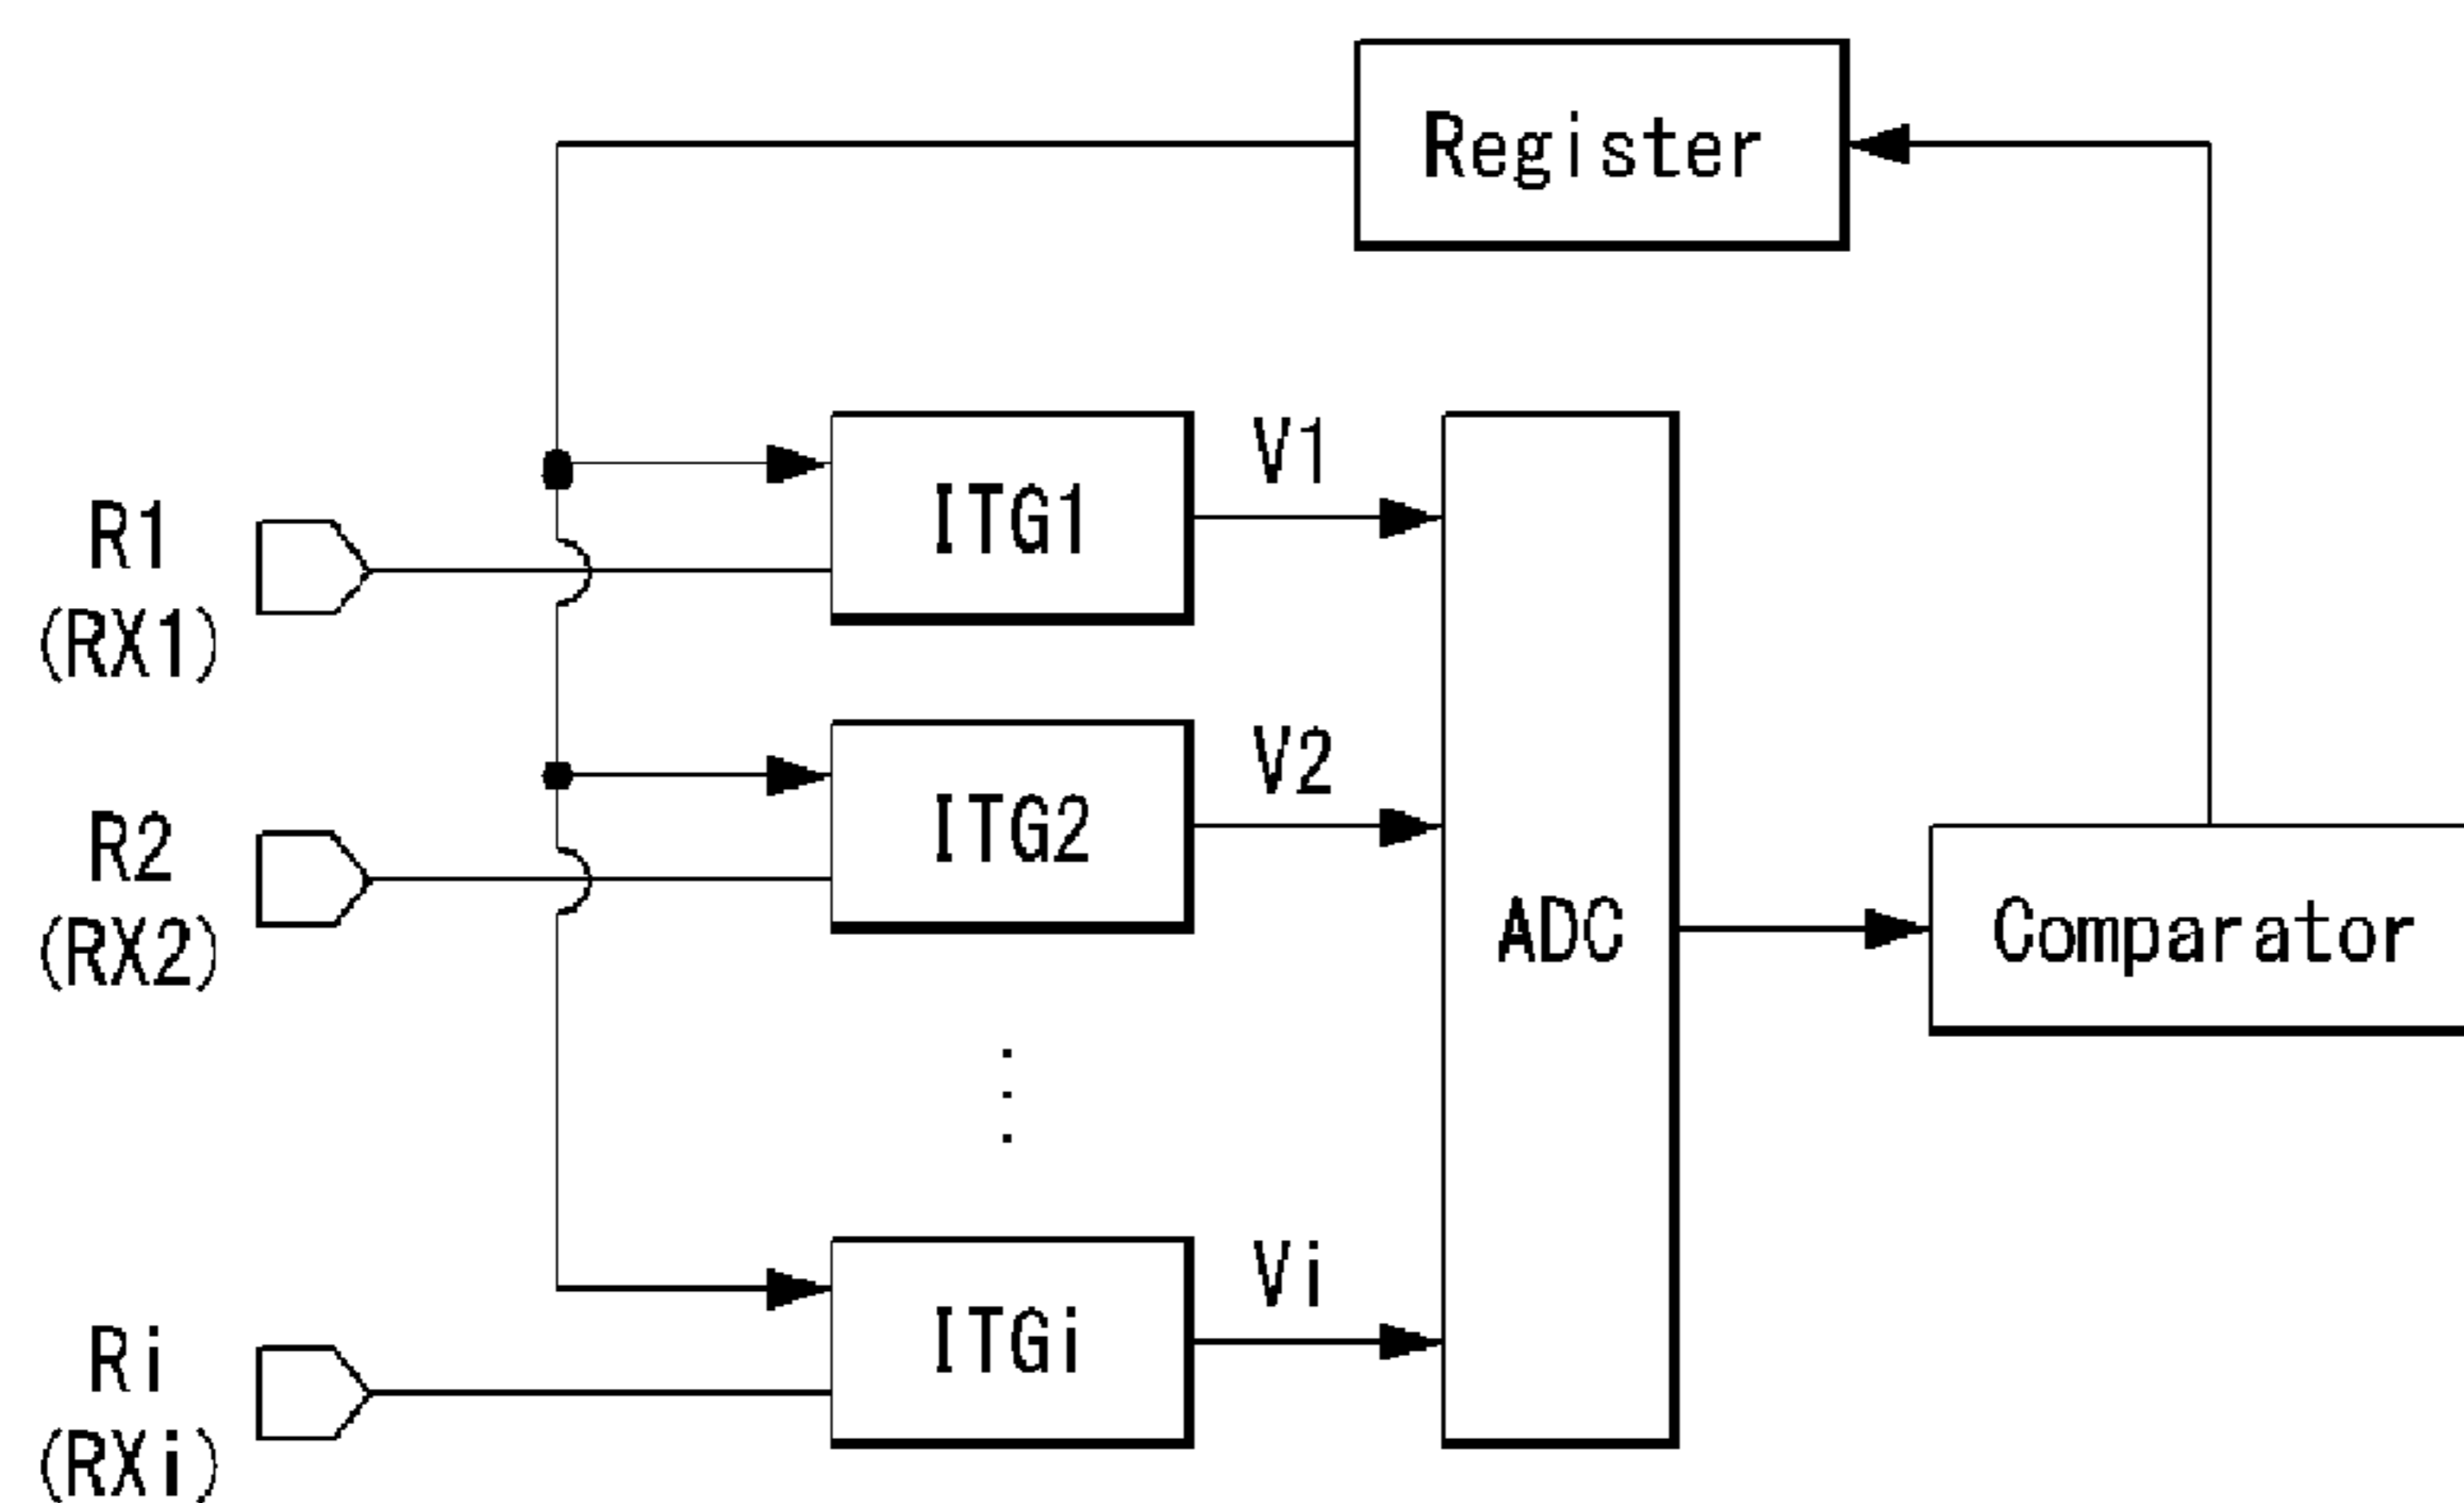 Register
R1
(RX1)
ITG1
V1
R2
(RX2)
ITG2
V2
ADC
Comparator
Ri
(RXi)
ITGi
Vi